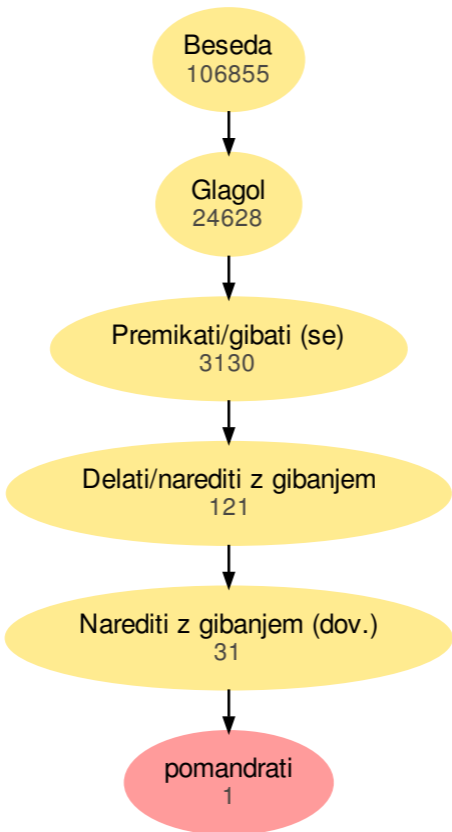 Beseda
106855
Glagol
24628
Premikati/gibati (se)
3130
Delati/narediti z gibanjem
121
Narediti z gibanjem (dov.)
31
pomandrati
1